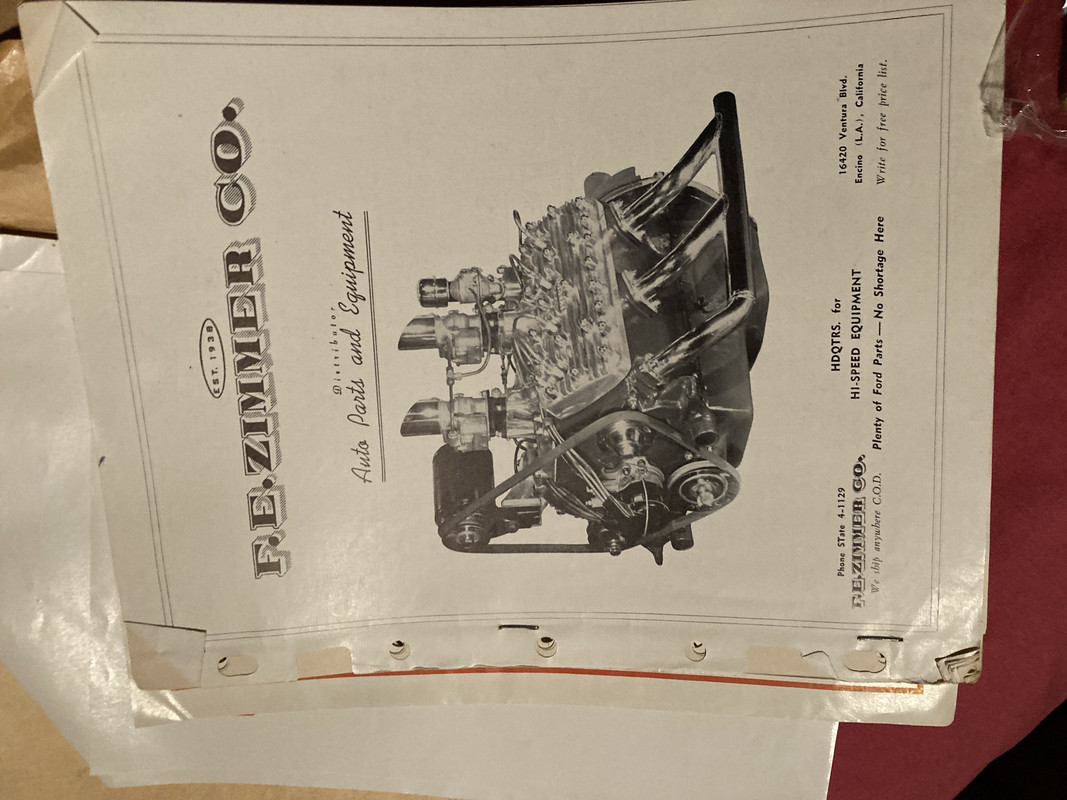 EST. 1938
F.E. ZIMMER CO.
Distributor
Auto Parts and Equipment
Phone STate 4-1129
HDQTRS. for
16420 Ventura Blvd.
F.E. ZIMMER CO.
HI-SPEED EQUIPMENT
Encino (L.A.), California
We ship anywhere C.O.D.
Plenty of Ford Parts — No Shortage Here
Write for free price list.